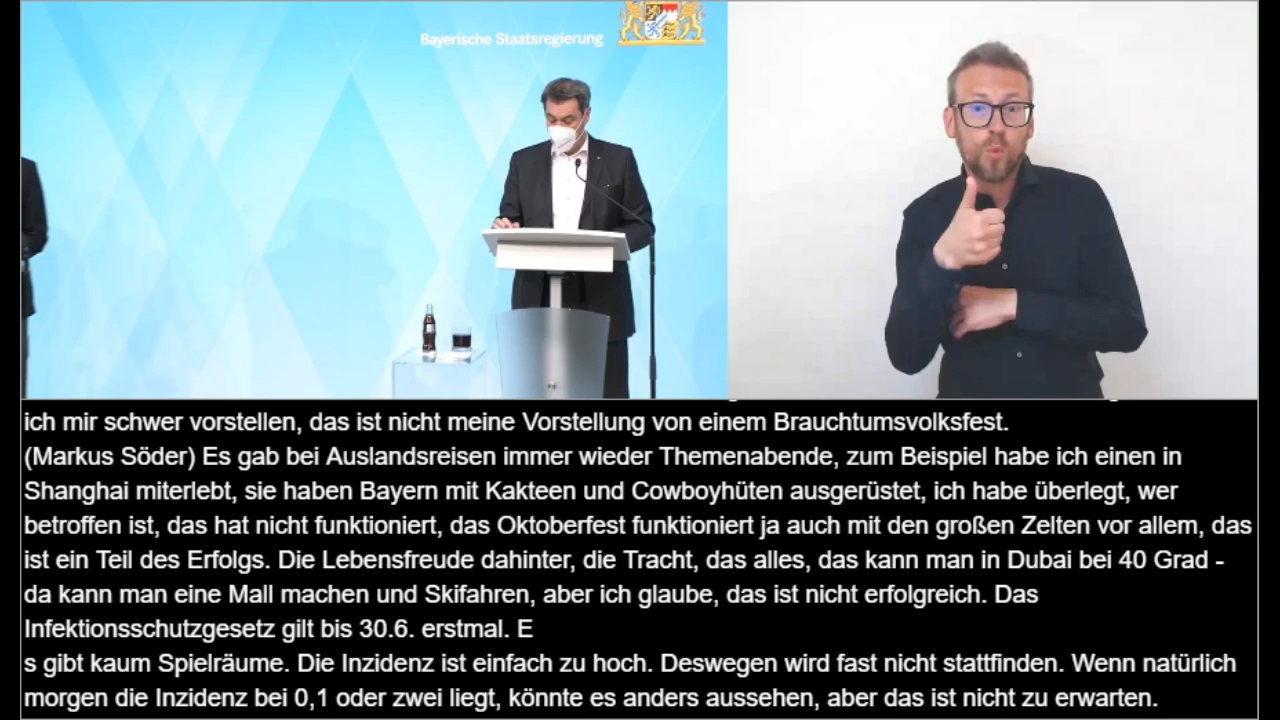 Bayerische Staatsregierung
ich mir schwer vorstellen, das ist nicht meine Vorstellung von einem Brauchtumsvolksfest.
(Markus Söder) Es gab bei Auslandsreisen immer wieder Themenabende, zum Beispiel habe ich einen in
Shanghai miterlebt, sie haben Bayern mit Kakteen und Cowboyhüten ausgerüstet, ich habe überlegt, wer
betroffen ist, das hat nicht funktioniert, das Oktoberfest funktioniert ja auch mit den großen Zelten vor allem, das
ist ein Teil des Erfolgs. Die Lebensfreude dahinter, die Tracht, das alles, das kann man in Dubai bei 40 Grad -
da kann man eine Mall machen und Skifahren, aber ich glaube, das ist nicht erfolgreich. Das
Infektionsschutzgesetz gilt bis 30.6. erstmal. E
s gibt kaum Spielräume. Die Inzidenz ist einfach zu hoch. Deswegen wird fast nicht stattfinden. Wenn natürlich
morgen die Inzidenz bei 0,1 oder zwei liegt, könnte es anders aussehen, aber das ist nicht zu erwarten.